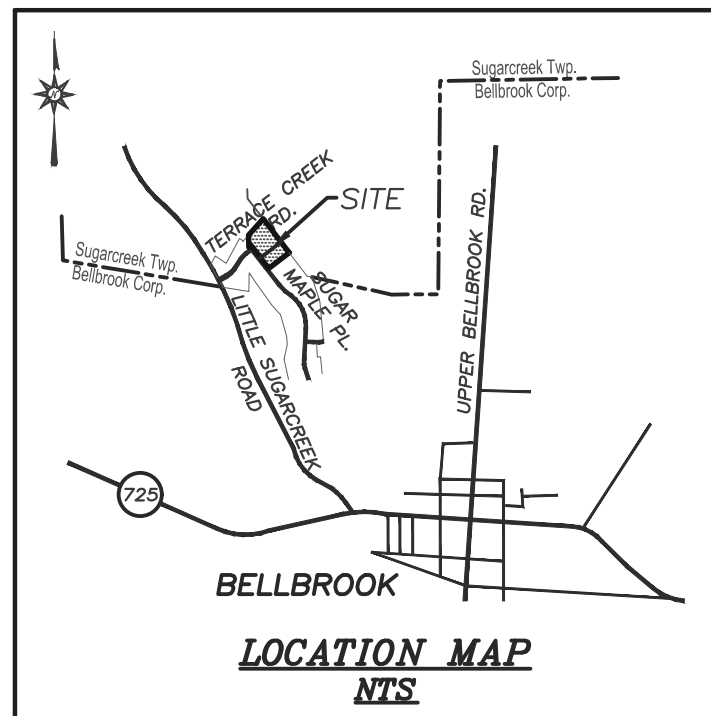 Sugarcreek Twp.
Bellbrook Corp.
N
TERRACE CREEK
RD.
SITE
UPPER BELLBROOK RD.
Sugarcreek Twp.
Bellbrook Corp.
SUGAR
MAPLE PL.
LITTLE SUGARCREEK
ROAD
725
BELLBROOK
LOCATION MAP
NTS